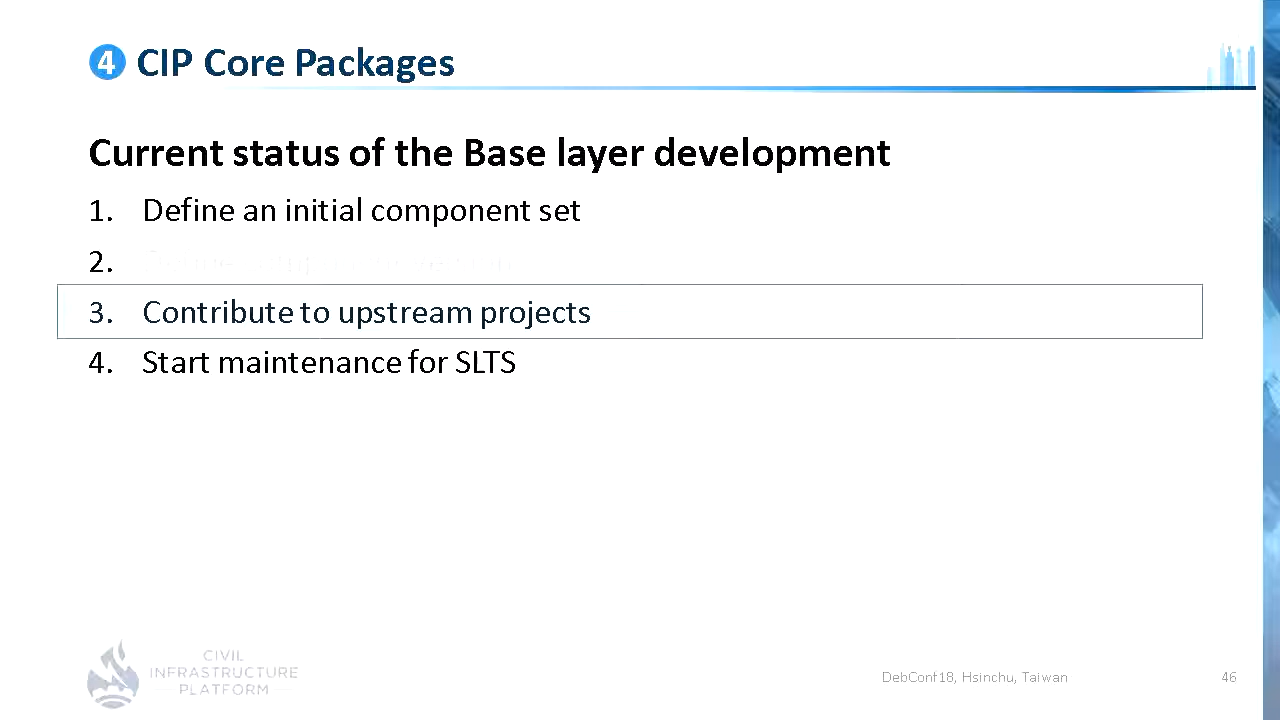 4 CIP Core Packages
Current status of the Base layer development
1. Define an initial component set
2.
3. Contribute to upstream projects
4. Start maintenance for SLTS
CIVIL
INFRASTRUCTURE
PLATFORM
DebConf18, Hsinchu, Taiwan
46